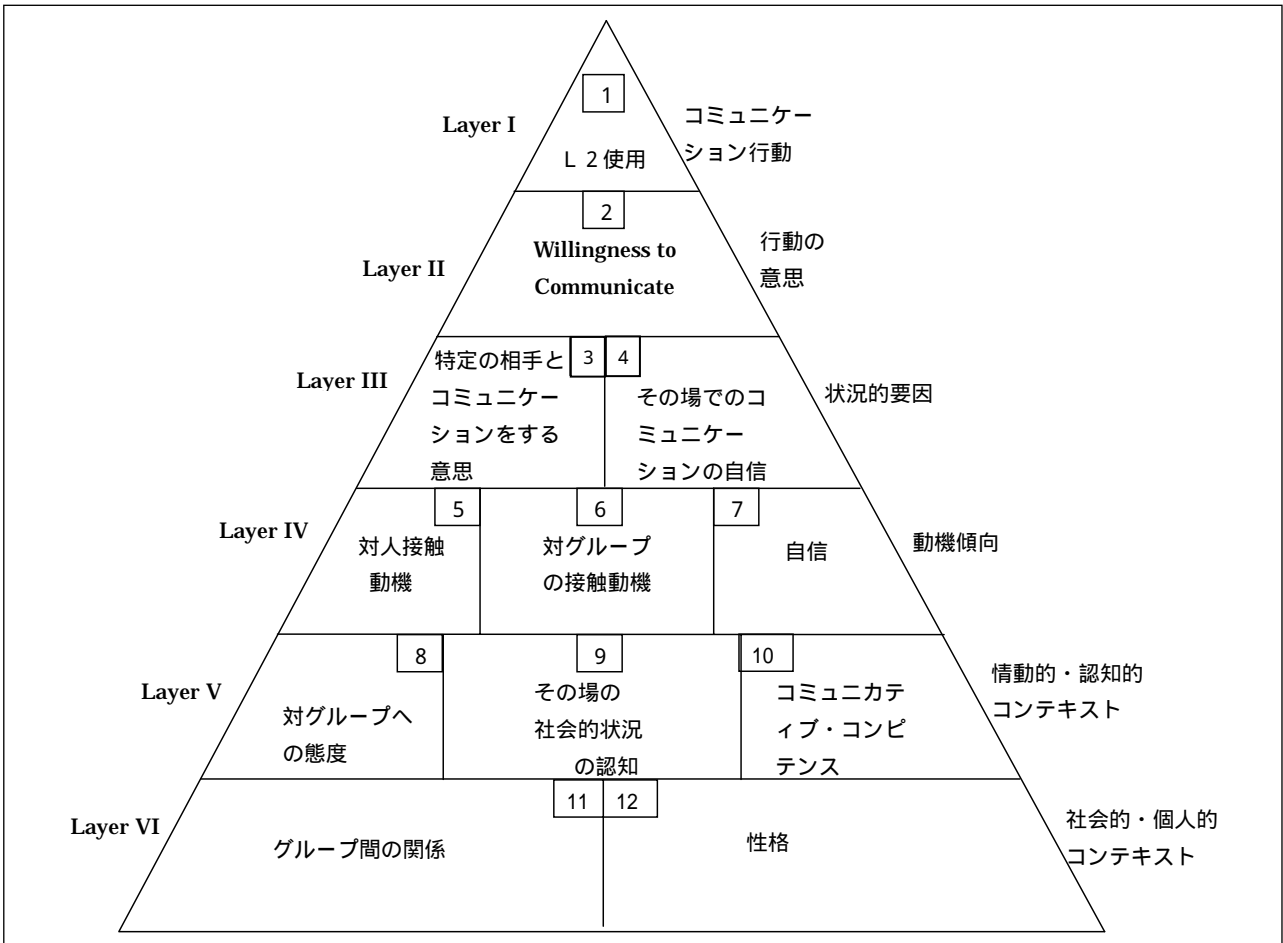 1
Layer I
コミュニケー
ション行動
L 2 使用
2
Willingness to
Communicate
Layer II
行動の
意思
3
4
特定の相手と
コミュニケー
ションをする
意思
Layer III
その場でのコ
ミュニケー
ションの自信
状況的要因
5
6
7
Layer IV
対人接触
動機
対グループ
の接触動機
自信
動機傾向
8
9
10
Layer V
対グループへ
の態度
その場の
社会的状況
の認知
コミュニカテ
ィブ・コンピ
テンス
情動的・認知的
コンテキスト
11
12
Layer VI
グループ間の関係
性格
社会的・個人的
コンテキスト